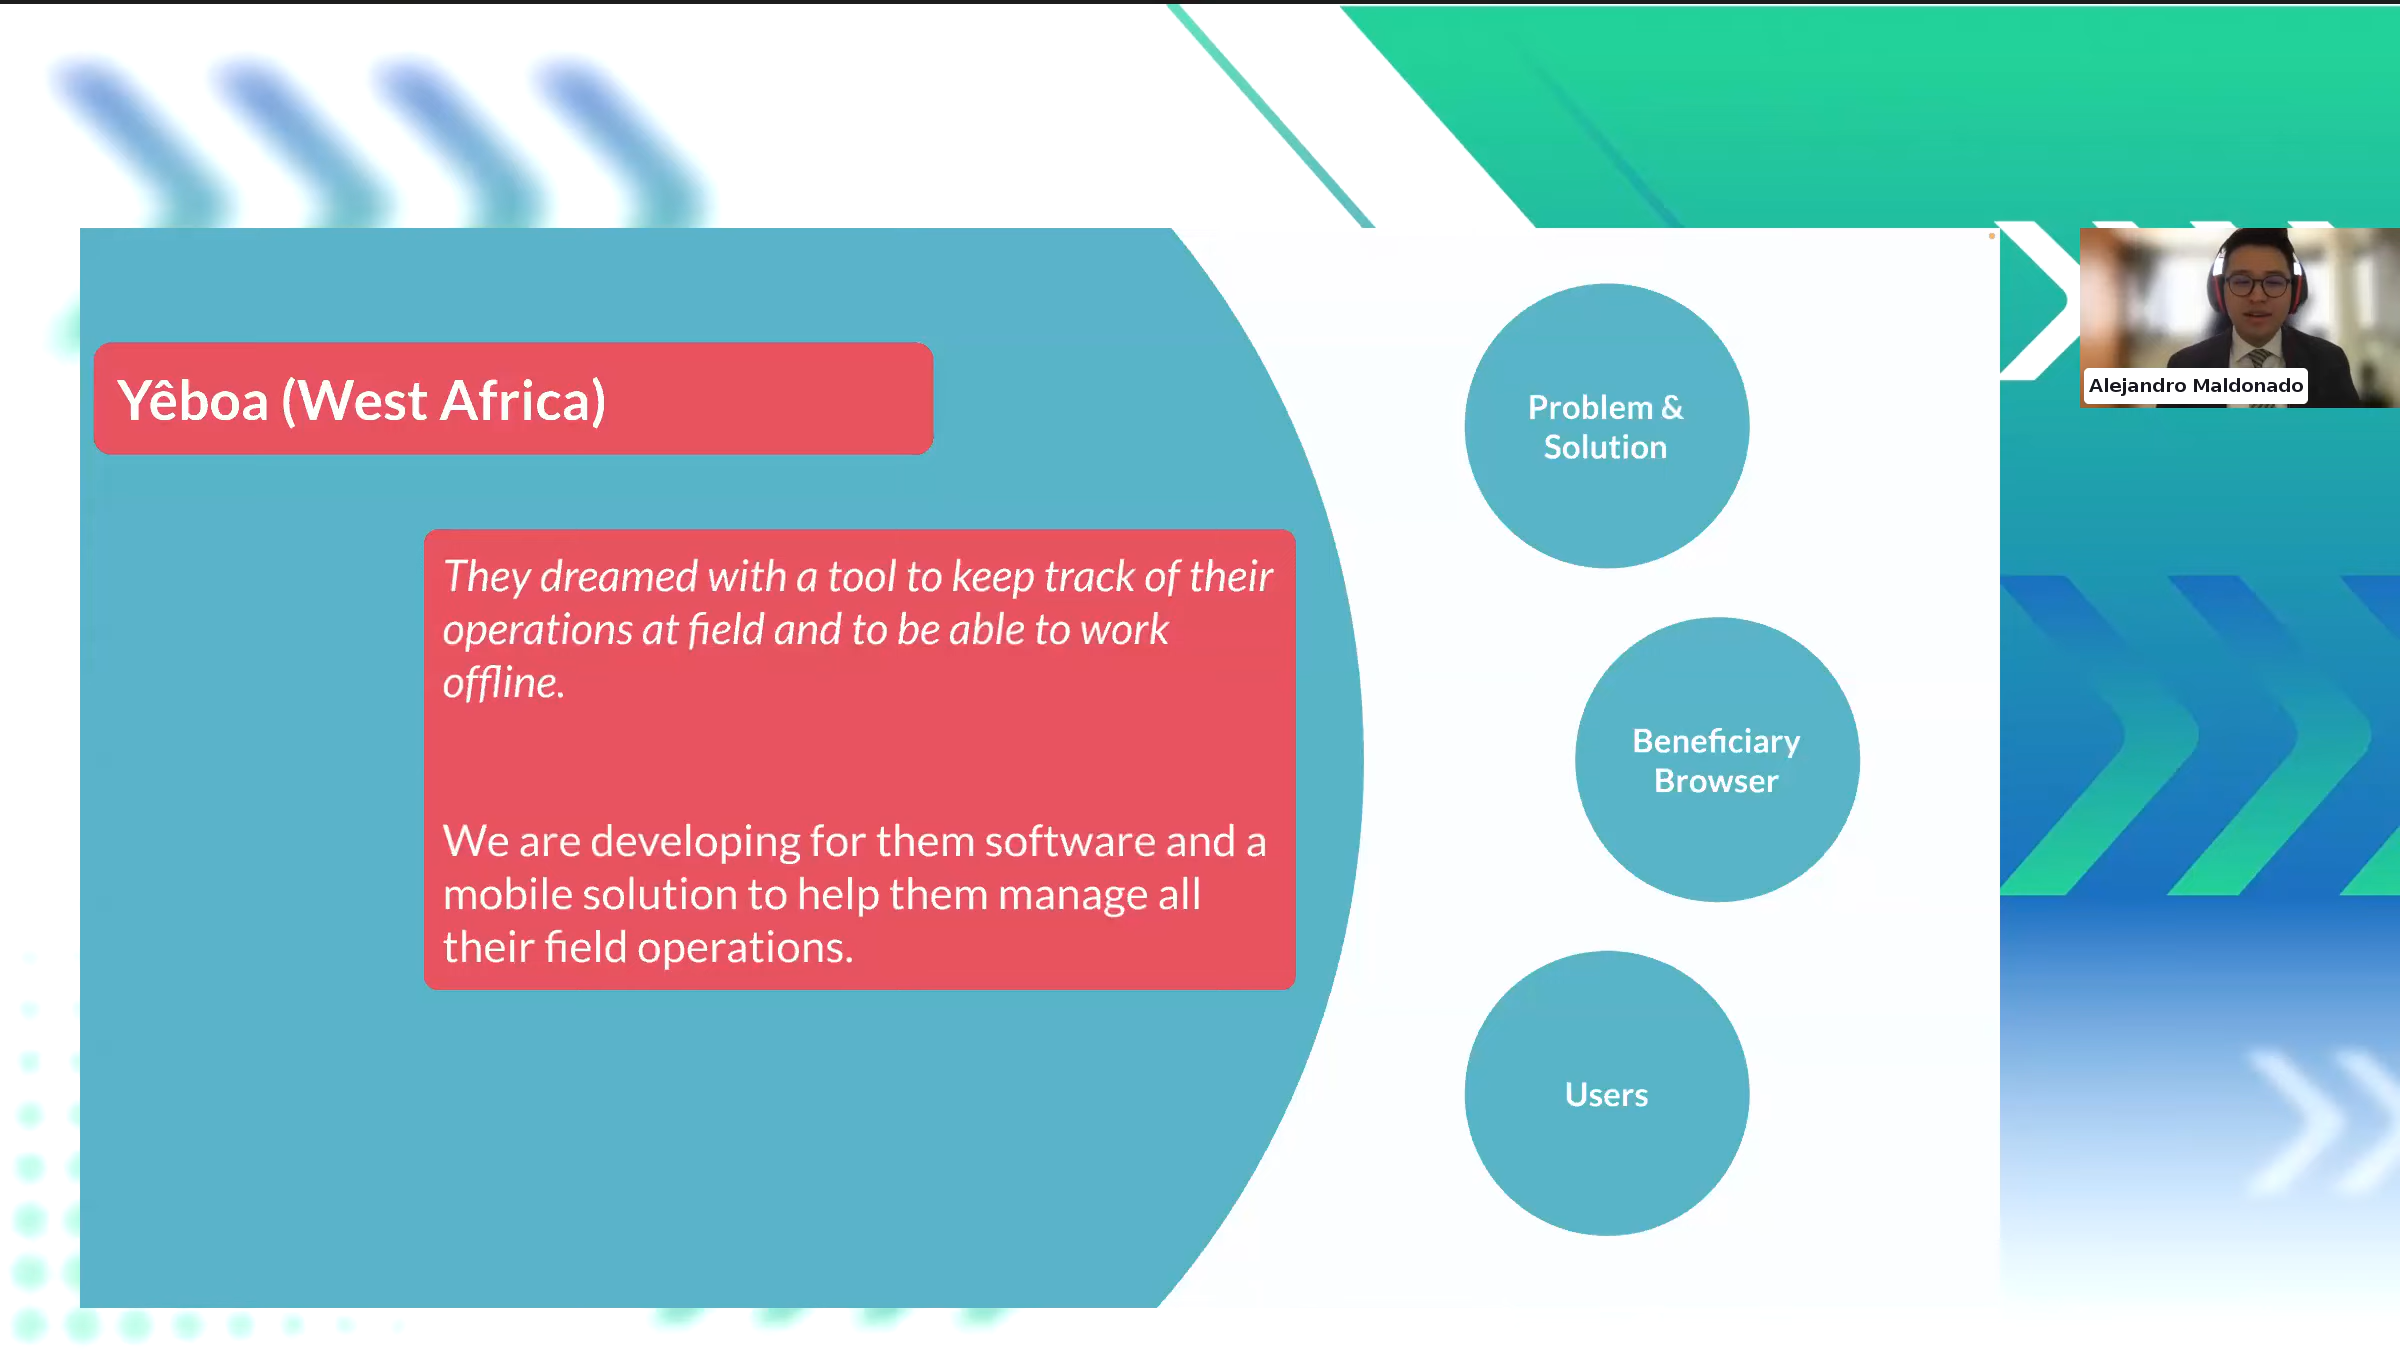 Yêboa (West Africa)
They dreamed with a tool to keep track of their
operations at field and to be able to work
offline.
We are developing for them software and a
mobile solution to help them manage all
their field operations.
Problem &
Solution
Beneficiary
Browser
Users
Alejandro Maldonado